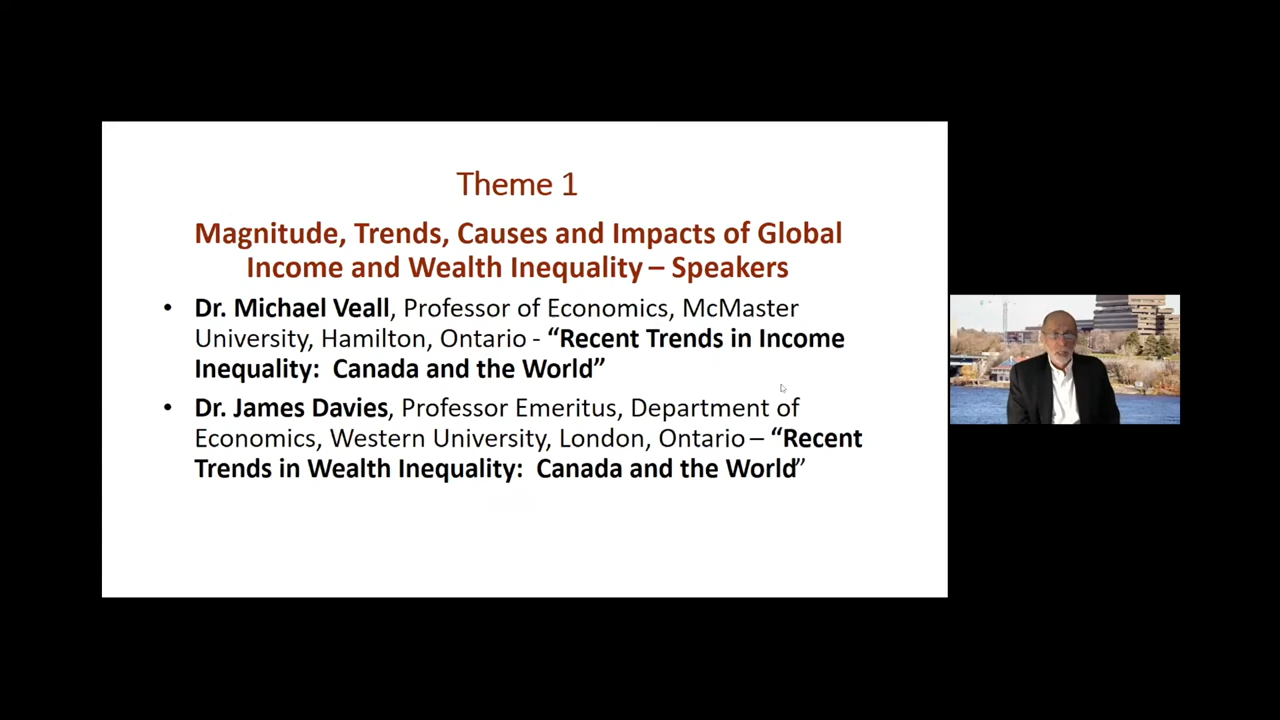 Theme 1
Magnitude, Trends, Causes and Impacts of Global
Income and Wealth Inequality – Speakers
• Dr. Michael Veall, Professor of Economics, McMaster
University, Hamilton, Ontario - “Recent Trends in Income
Inequality:  Canada and the World”
• Dr. James Davies, Professor Emeritus, Department of
Economics, Western University, London, Ontario – “Recent
Trends in Wealth Inequality:  Canada and the World”